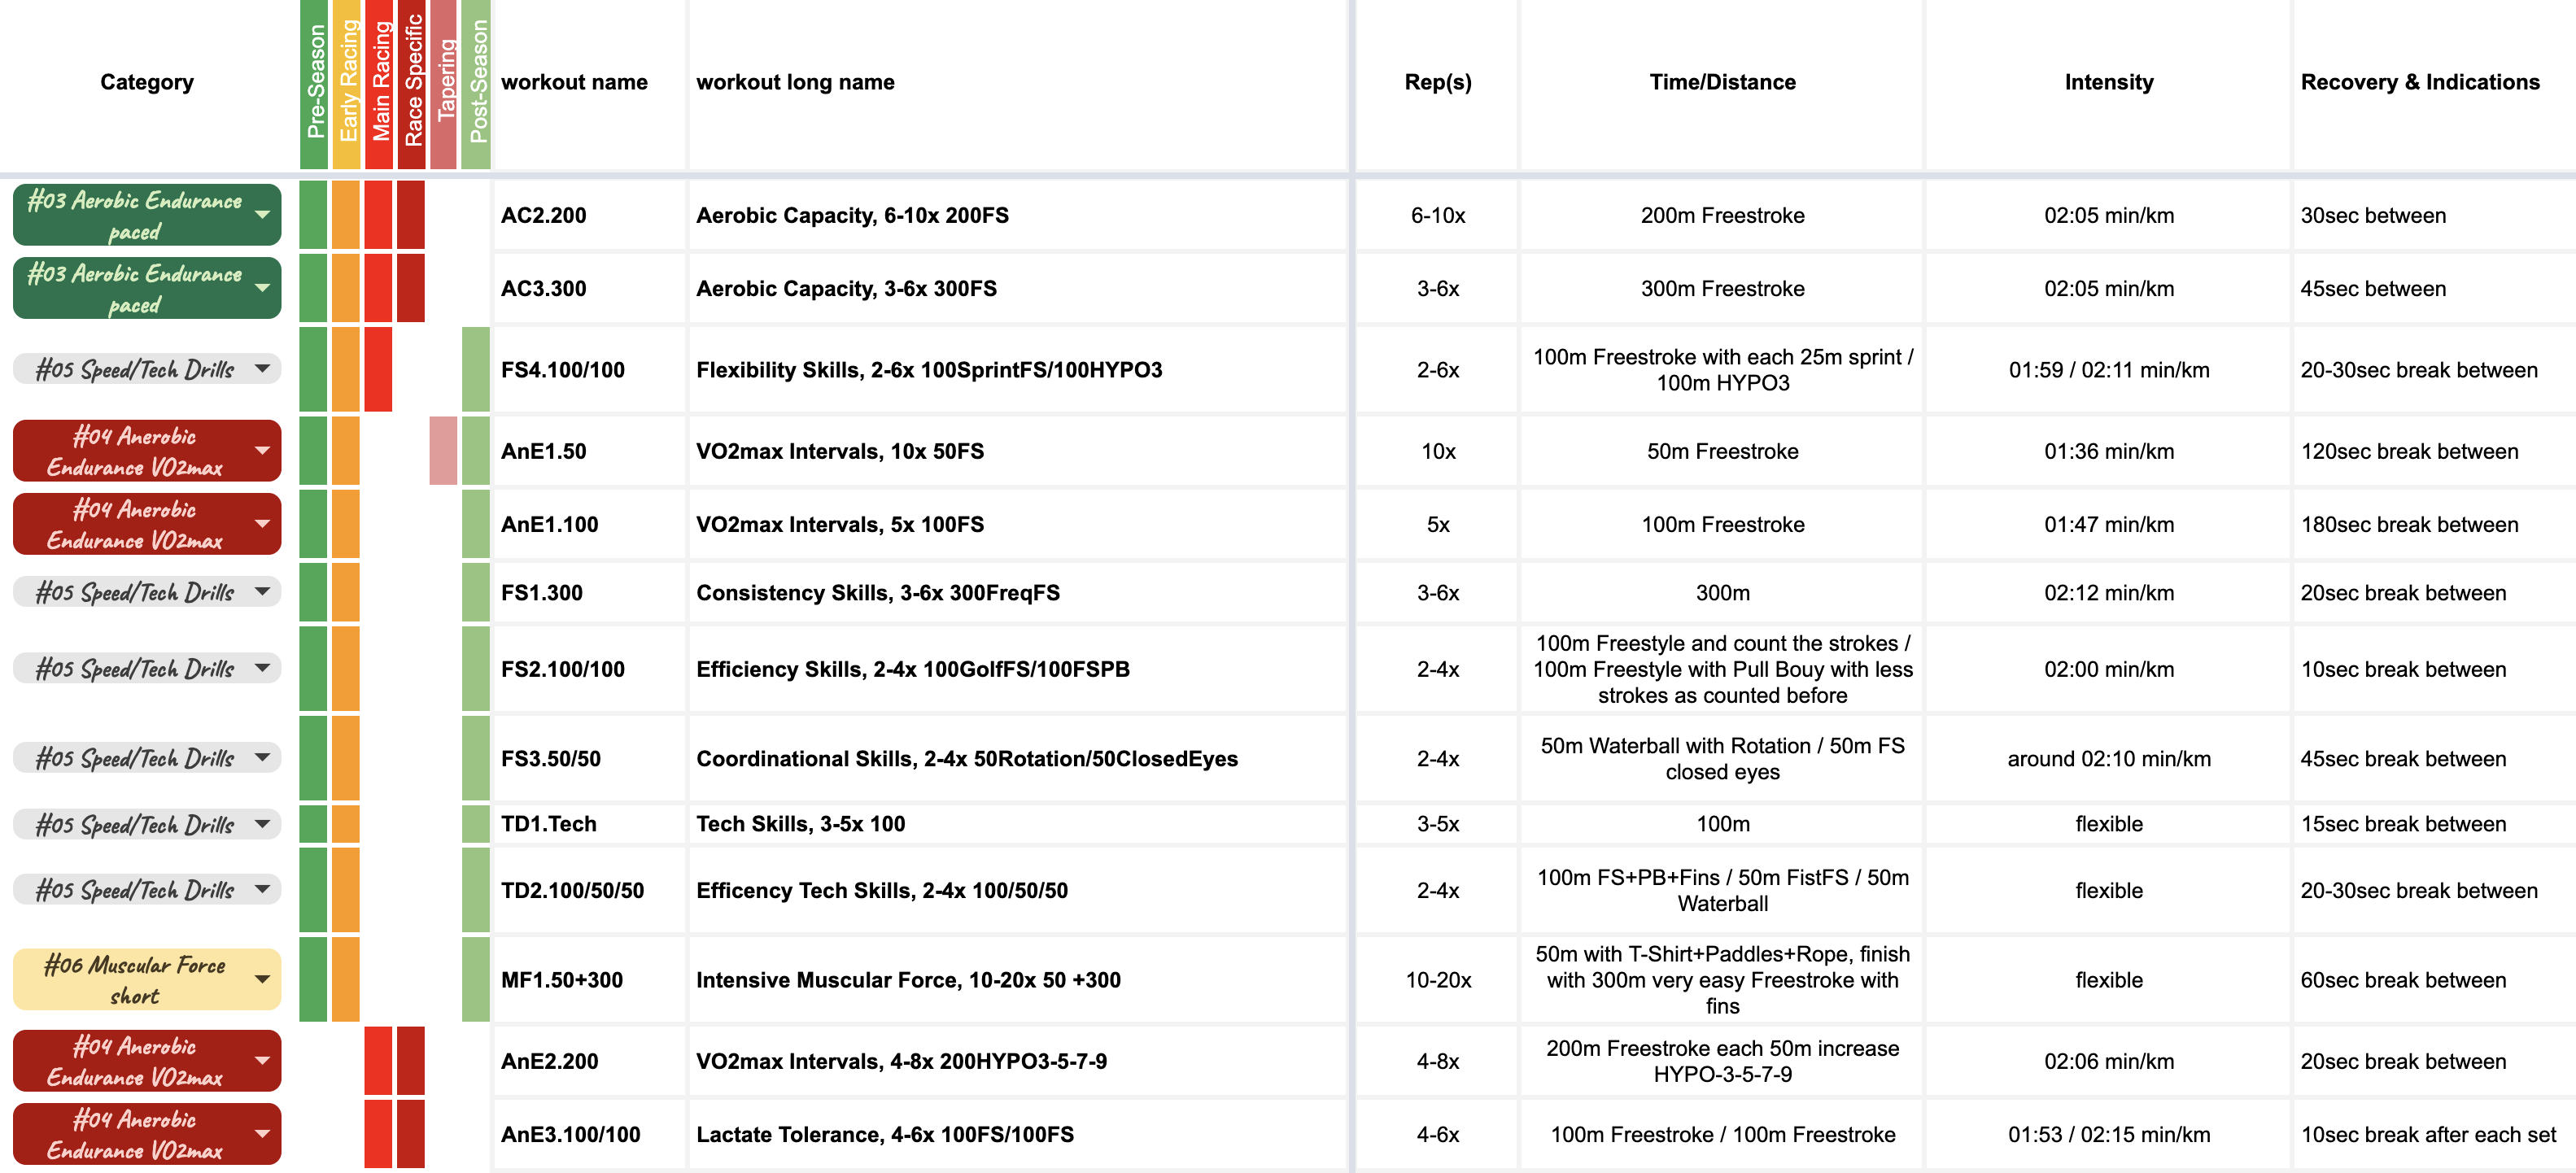 Category
Pre-Season
Early Racing
Main Racing
Race Specific
Tapering
Post-Season
workout name
workout long name
Rep(s)
Time/Distance
Intensity
Recovery & Indications
#03 Aerobic Endurance
paced
AC2.200
Aerobic Capacity, 6-10x 200FS
6-10x
200m Freestroke
02:05 min/km
30sec between
#03 Aerobic Endurance
paced
AC3.300
Aerobic Capacity, 3-6x 300FS
3-6x
300m Freestroke
02:05 min/km
45sec between
#05 Speed/Tech Drills
FS4.100/100
Flexibility Skills, 2-6x 100SprintFS/100HYPO3
2-6x
100m Freestroke with each 25m sprint /
100m HYPO3
01:59 / 02:11 min/km
20-30sec break between
#04 Anerobic
Endurance VO2max
AnE1.50
VO2max Intervals, 10x 50FS
10x
50m Freestroke
01:36 min/km
120sec break between
#04 Anerobic
Endurance VO2max
AnE1.100
VO2max Intervals, 5x 100FS
5x
100m Freestroke
01:47 min/km
180sec break between
#05 Speed/Tech Drills
FS1.300
Consistency Skills, 3-6x 300FreqFS
3-6x
300m
02:12 min/km
20sec break between
#05 Speed/Tech Drills
FS2.100/100
Efficiency Skills, 2-4x 100GolfFS/100FSPB
2-4x
100m Freestyle and count the strokes /
100m Freestyle with Pull Bouy with less
strokes as counted before
02:00 min/km
10sec break between
#05 Speed/Tech Drills
FS3.50/50
Coordinational Skills, 2-4x 50Rotation/50ClosedEyes
2-4x
50m Waterball with Rotation / 50m FS
closed eyes
around 02:10 min/km
45sec break between
#05 Speed/Tech Drills
TD1.Tech
Tech Skills, 3-5x 100
3-5x
100m
flexible
15sec break between
#05 Speed/Tech Drills
TD2.100/50/50
Efficency Tech Skills, 2-4x 100/50/50
2-4x
100m FS+PB+Fins / 50m FistFS / 50m
Waterball
flexible
20-30sec break between
#06 Muscular Force
short
MF1.50+300
Intensive Muscular Force, 10-20x 50 +300
10-20x
50m with T-Shirt+Paddles+Rope, finish
with 300m very easy Freestroke with
fins
flexible
60sec break between
#04 Anerobic
Endurance VO2max
AnE2.200
VO2max Intervals, 4-8x 200HYPO3-5-7-9
4-8x
200m Freestroke each 50m increase
HYPO-3-5-7-9
02:06 min/km
20sec break between
#04 Anerobic
Endurance VO2max
AnE3.100/100
Lactate Tolerance, 4-6x 100FS/100FS
4-6x
100m Freestroke / 100m Freestroke
01:53 / 02:15 min/km
10sec break after each set